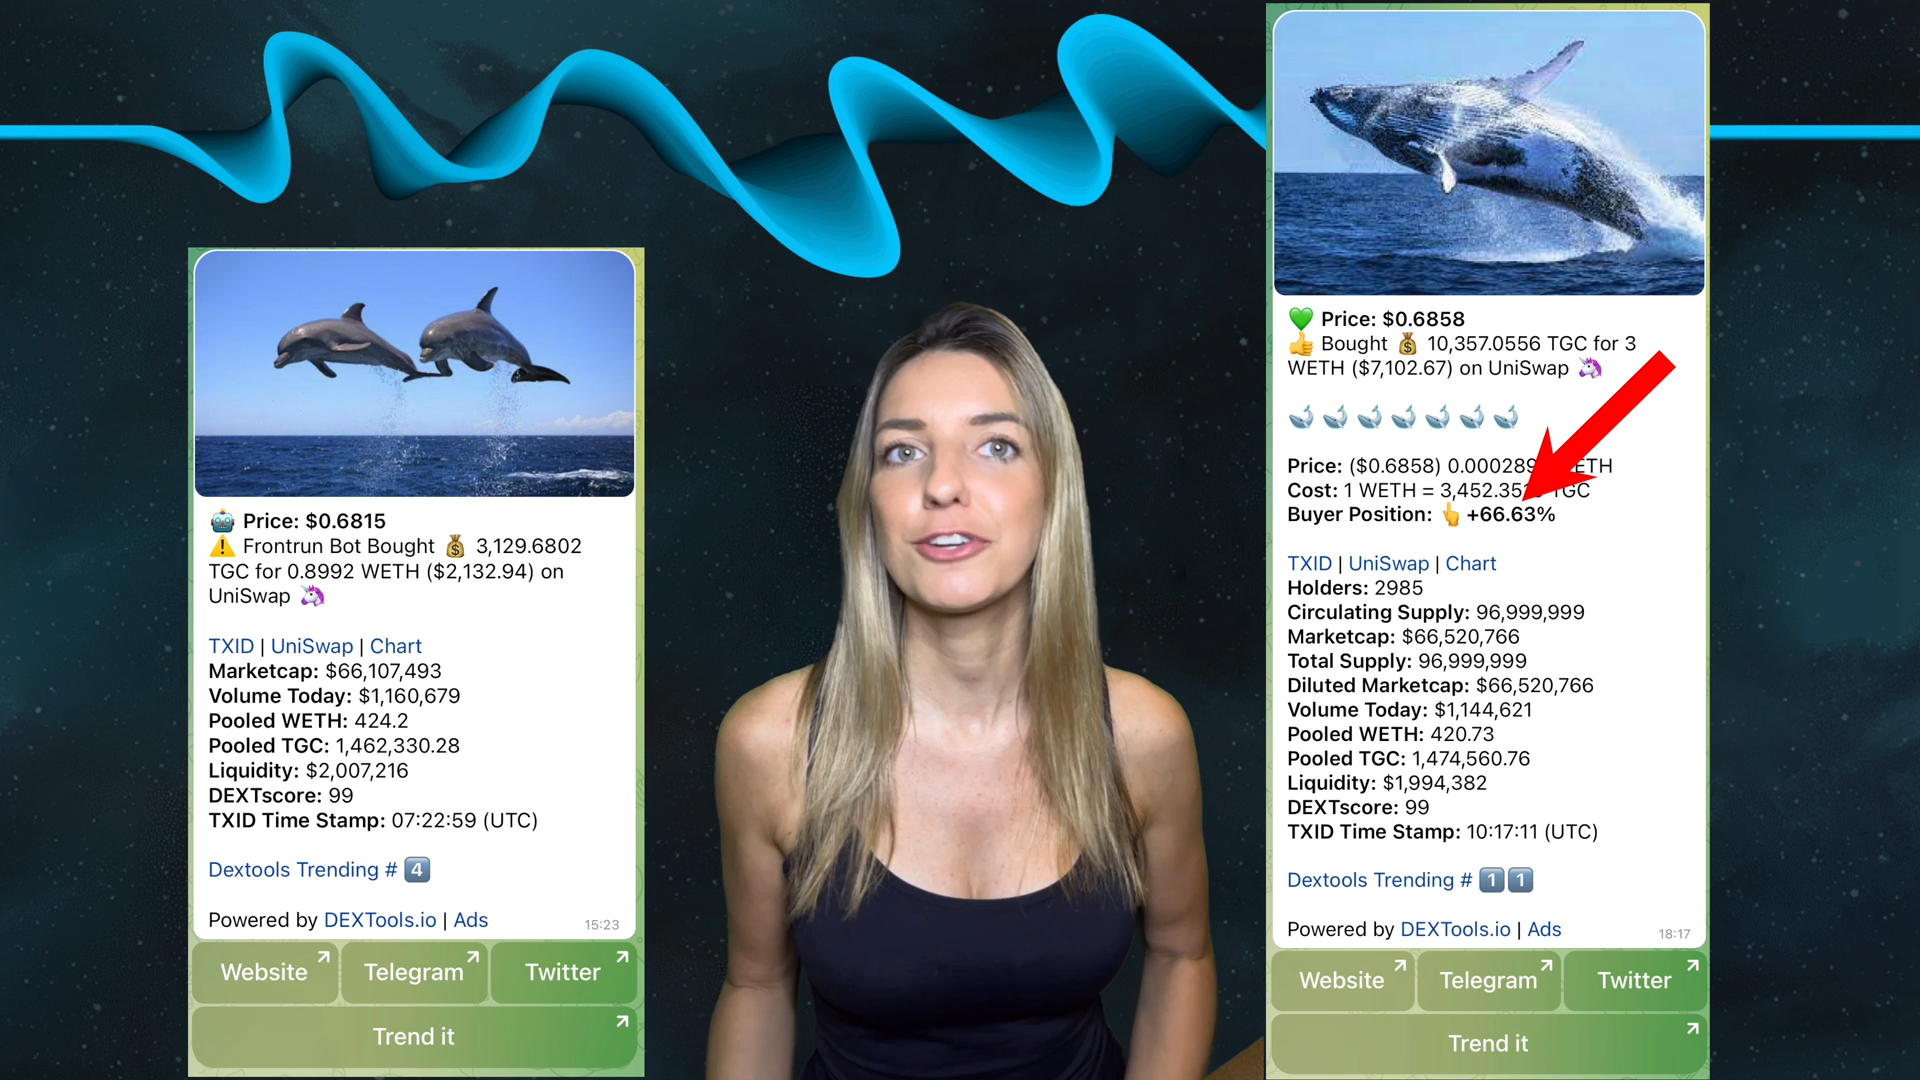 🤖 Price: $0.6815
⚠️ Frontrun Bot Bought 💰 3,129.6802
TGC for 0.8992 WETH ($2,132.94) on
UniSwap 🦄
TXID | UniSwap | Chart
Marketcap: $66,107,493
Volume Today: $1,160,679
Pooled WETH: 424.2
Pooled TGC: 1,462,330.28
Liquidity: $2,007,216
DEXTscore: 99
TXID Time Stamp: 07:22:59 (UTC)
Dextools Trending # 4️⃣
Powered by DEXTools.io | Ads
15:23
Website
Telegram
Twitter
Trend it
💚 Price: $0.6858
👍 Bought 💰 10,357.0556 TGC for 3
WETH ($7,102.67) on UniSwap 🦄
🐳 🐳 🐳 🐳 🐳 🐳 🐳
Price: ($0.6858)
Cost: 1 WETH = TGC
Buyer Position: 👆 +66.63%
TXID | UniSwap | Chart
Holders: 2985
Circulating Supply: 96,999,999
Marketcap: $66,520,766
Total Supply: 96,999,999
Diluted Marketcap: $66,520,766
Volume Today: $1,144,621
Pooled WETH: 420.73
Pooled TGC: 1,474,560.76
Liquidity: $1,994,382
DEXTscore: 99
TXID Time Stamp: 10:17:11 (UTC)
Dextools Trending # 1️⃣1️⃣
Powered by DEXTools.io | Ads
18:17
Website
Telegram
Twitter
Trend it